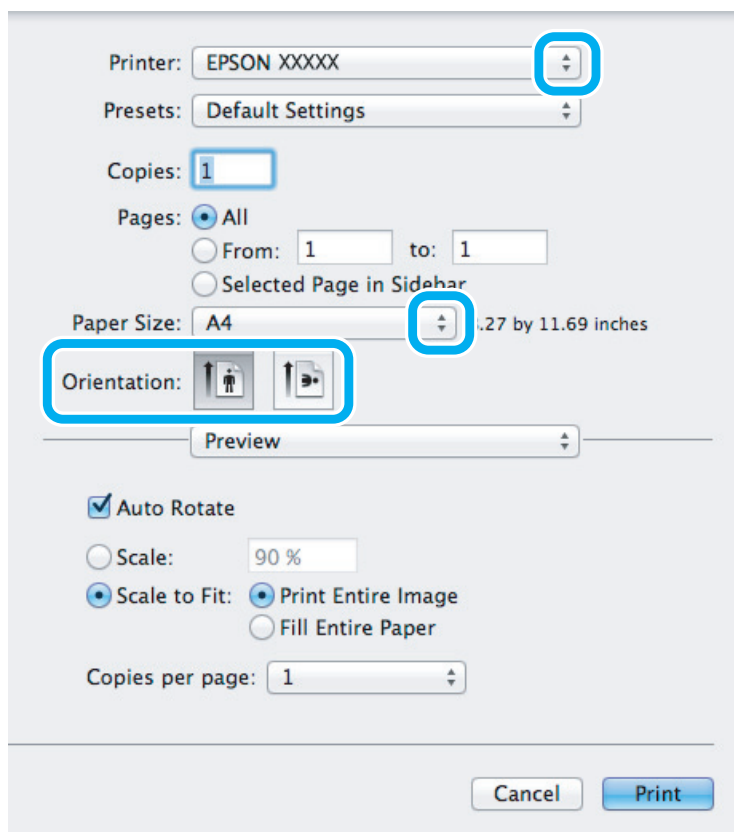 Printer: EPSON XXXXX
Presets: Default Settings
Copies: 1
Pages: All
From: 1 to: 1
Selected Page in Sidebar
Paper Size: A4 .27 by 11.69 inches
Orientation:
Preview
Auto Rotate
Scale: 90 %
Scale to Fit: Print Entire Image
Fill Entire Paper
Copies per page: 1
Cancel Print